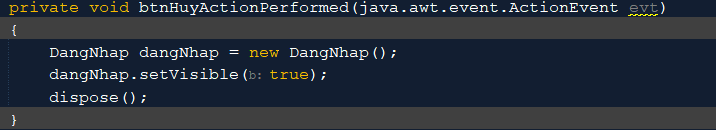 private void btnHuyActionPerformed(java.awt.event.ActionEvent evt)
{
DangNhap dangNhap = new DangNhap();
dangNhap.setVisible(b: true);
dispose();
}